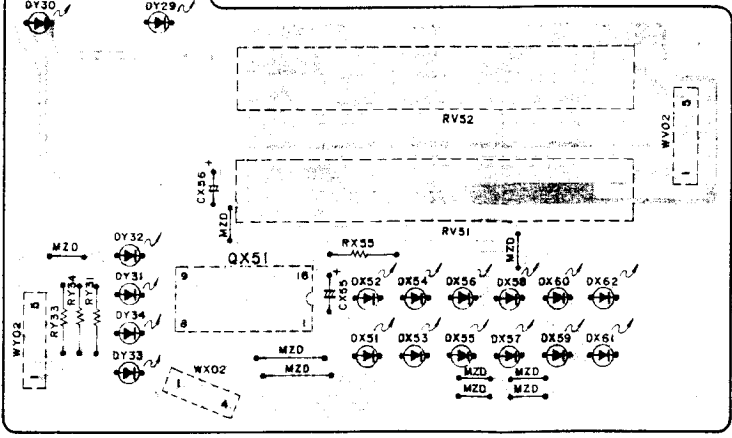 DY30
DY29
RV52
5
WV02
1
CX56 +
MZD
RV51
MZD
DY32
MZD
QX51
RX55
9
16
8
1
+
CX55
DY31
DY34
DY33
RY33
RY34
RY31
WY02
5
1
DX52 DX54 DX56 DX58 DX60 DX62
DX51 DX53 DX55 DX57 DX59 DX61
MZD
MZD
MZD MZD
MZD MZD
WX02
1
4